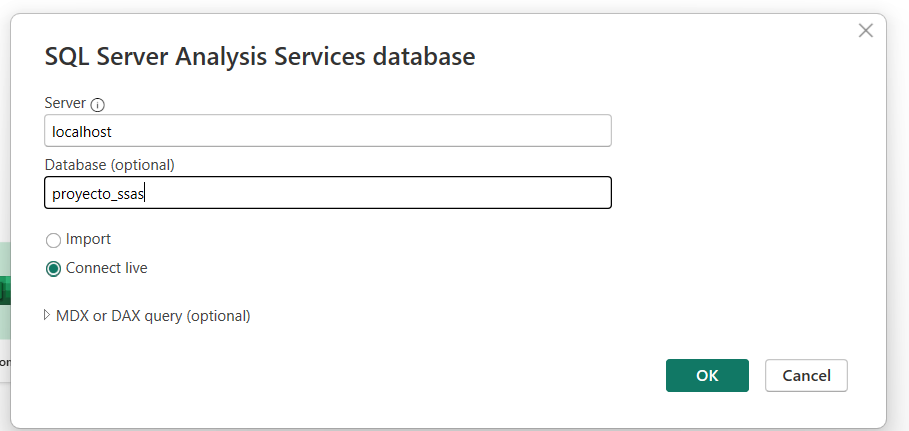 SQL Server Analysis Services database
Server
localhost
Database (optional)
proyecto_ssas
Import
Connect live
MDX or DAX query (optional)
OK
Cancel